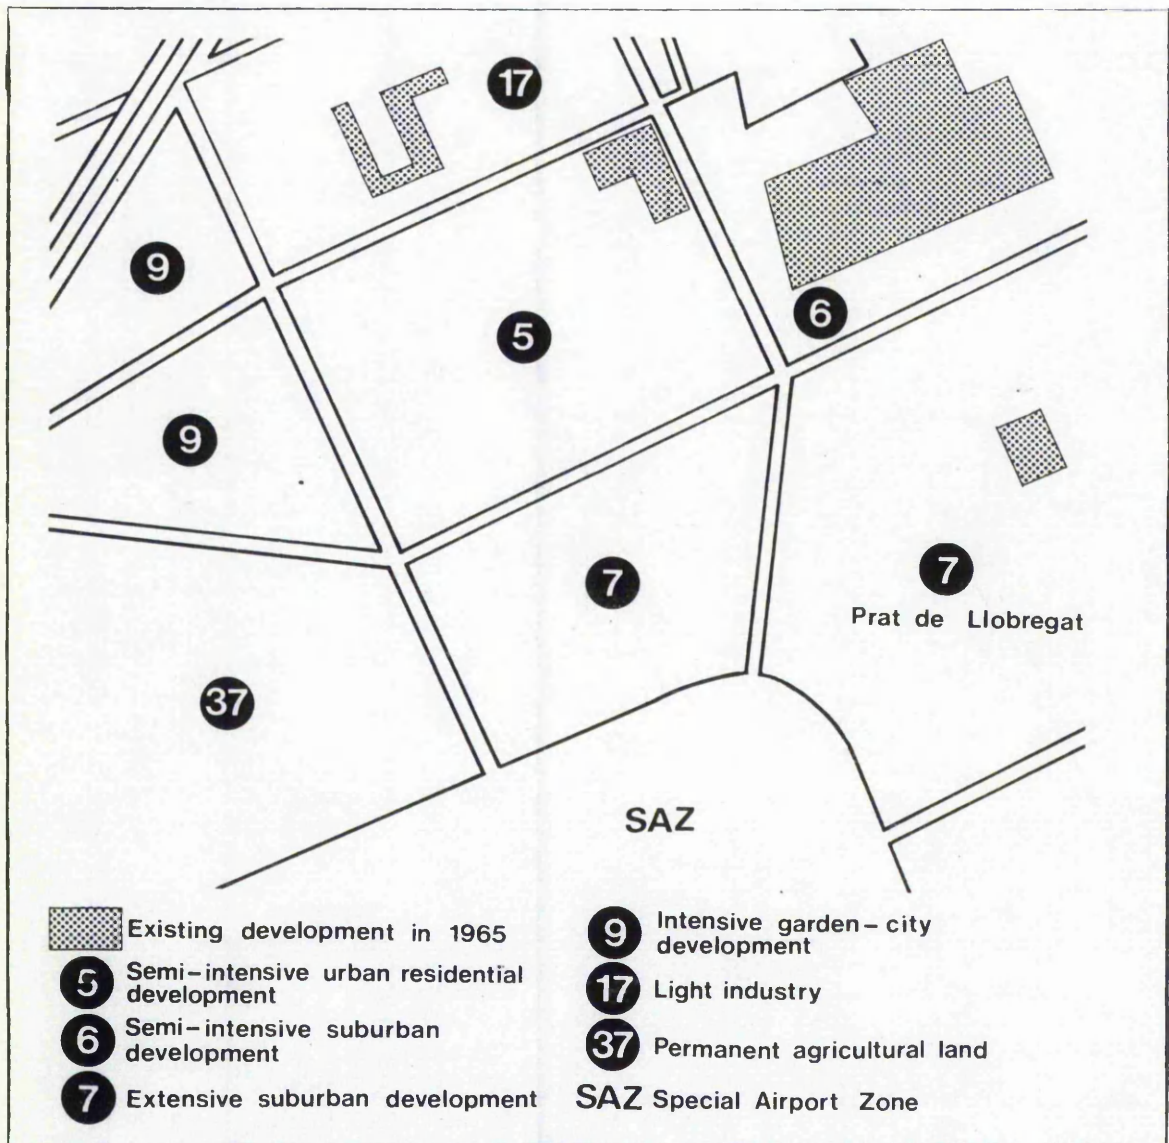 17
9
5
6
9
7
7
Prat de Llobregat
37
SAZ
Existing development in 1965
5 Semi-intensive urban residential
development
6 Semi-intensive suburban
development
7 Extensive suburban development
9 Intensive garden-city
development
17 Light industry
37 Permanent agricultural land
SAZ Special Airport Zone